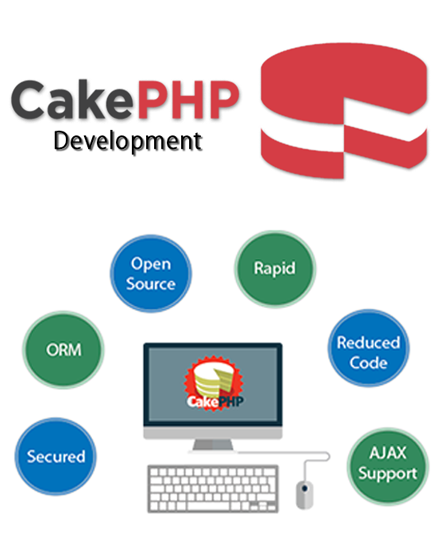 CakePHP
Development
Open
Source
Rapid
ORM
Reduced
Code
CakePHP
Secured
AJAX
Support